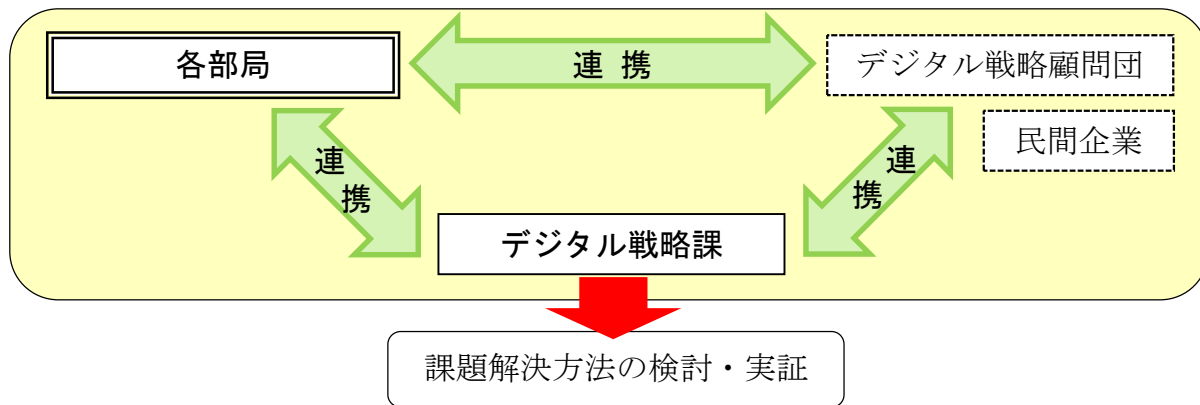 各部局
連 携
デジタル戦略顧問団
民間企業
連携
連携
デジタル戦略課
課題解決方法の検討・実証